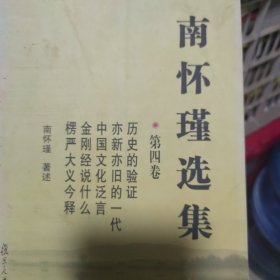 南怀瑾选集
第四卷
历史的验证
亦新亦旧的一代
中国文化泛言
金刚经说什么
楞严大义今释
南怀瑾 著述